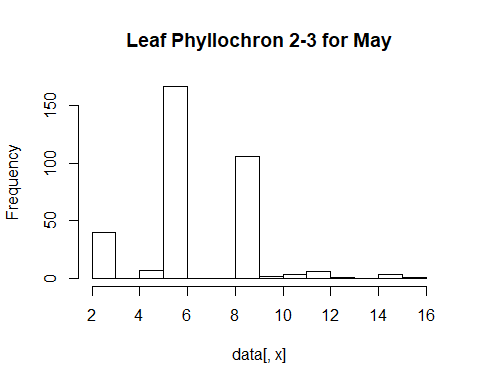 Leaf Phyllochron 2-3 for May
Frequency
150
100
50
0
2 4 6 8 10 12 14 16
data[, x]